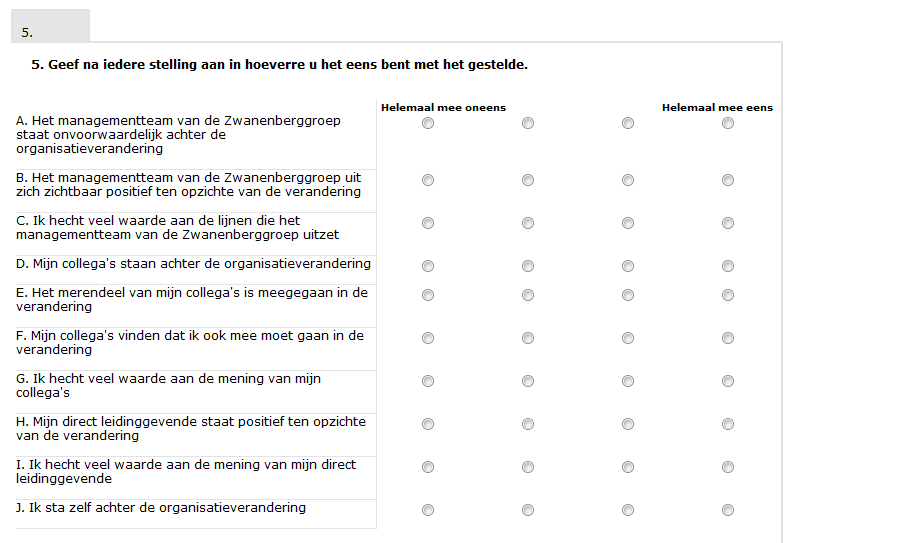 5.
5. Geef na iedere stelling aan in hoeverre u het eens bent met het gestelde.
Helemaal mee oneens
Helemaal mee eens
A. Het managementteam van de Zwanenberggroep
staat onvoorwaardelijk achter de
organisatieverandering
B. Het managementteam van de Zwanenberggroep uit
zich zichtbaar positief ten opzichte van de verandering
C. Ik hecht veel waarde aan de lijnen die het
managementteam van de Zwanenberggroep uitzet
D. Mijn collega's staan achter de organisatieverandering
E. Het merendeel van mijn collega's is meegegaan in de
verandering
F. Mijn collega's vinden dat ik ook mee moet gaan in de
verandering
G. Ik hecht veel waarde aan de mening van mijn
collega's
H. Mijn direct leidinggevende staat positief ten opzichte
van de verandering
I. Ik hecht veel waarde aan de mening van mijn direct
leidinggevende
J. Ik sta zelf achter de organisatieverandering